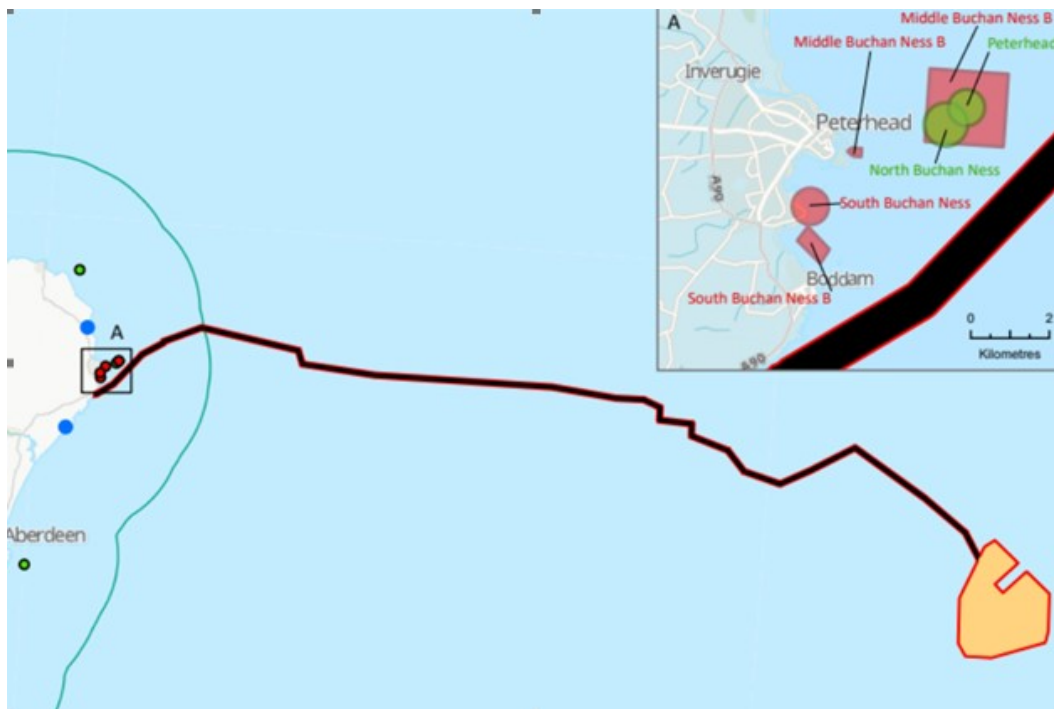 A
Middle Buchan Ness B
Middle Buchan Ness B
Peterhead
Inverugie
Peterhead
North Buchan Ness
A90
South Buchan Ness
Boddam
South Buchan Ness B
0 2
Kilometres
A90
A
Aberdeen